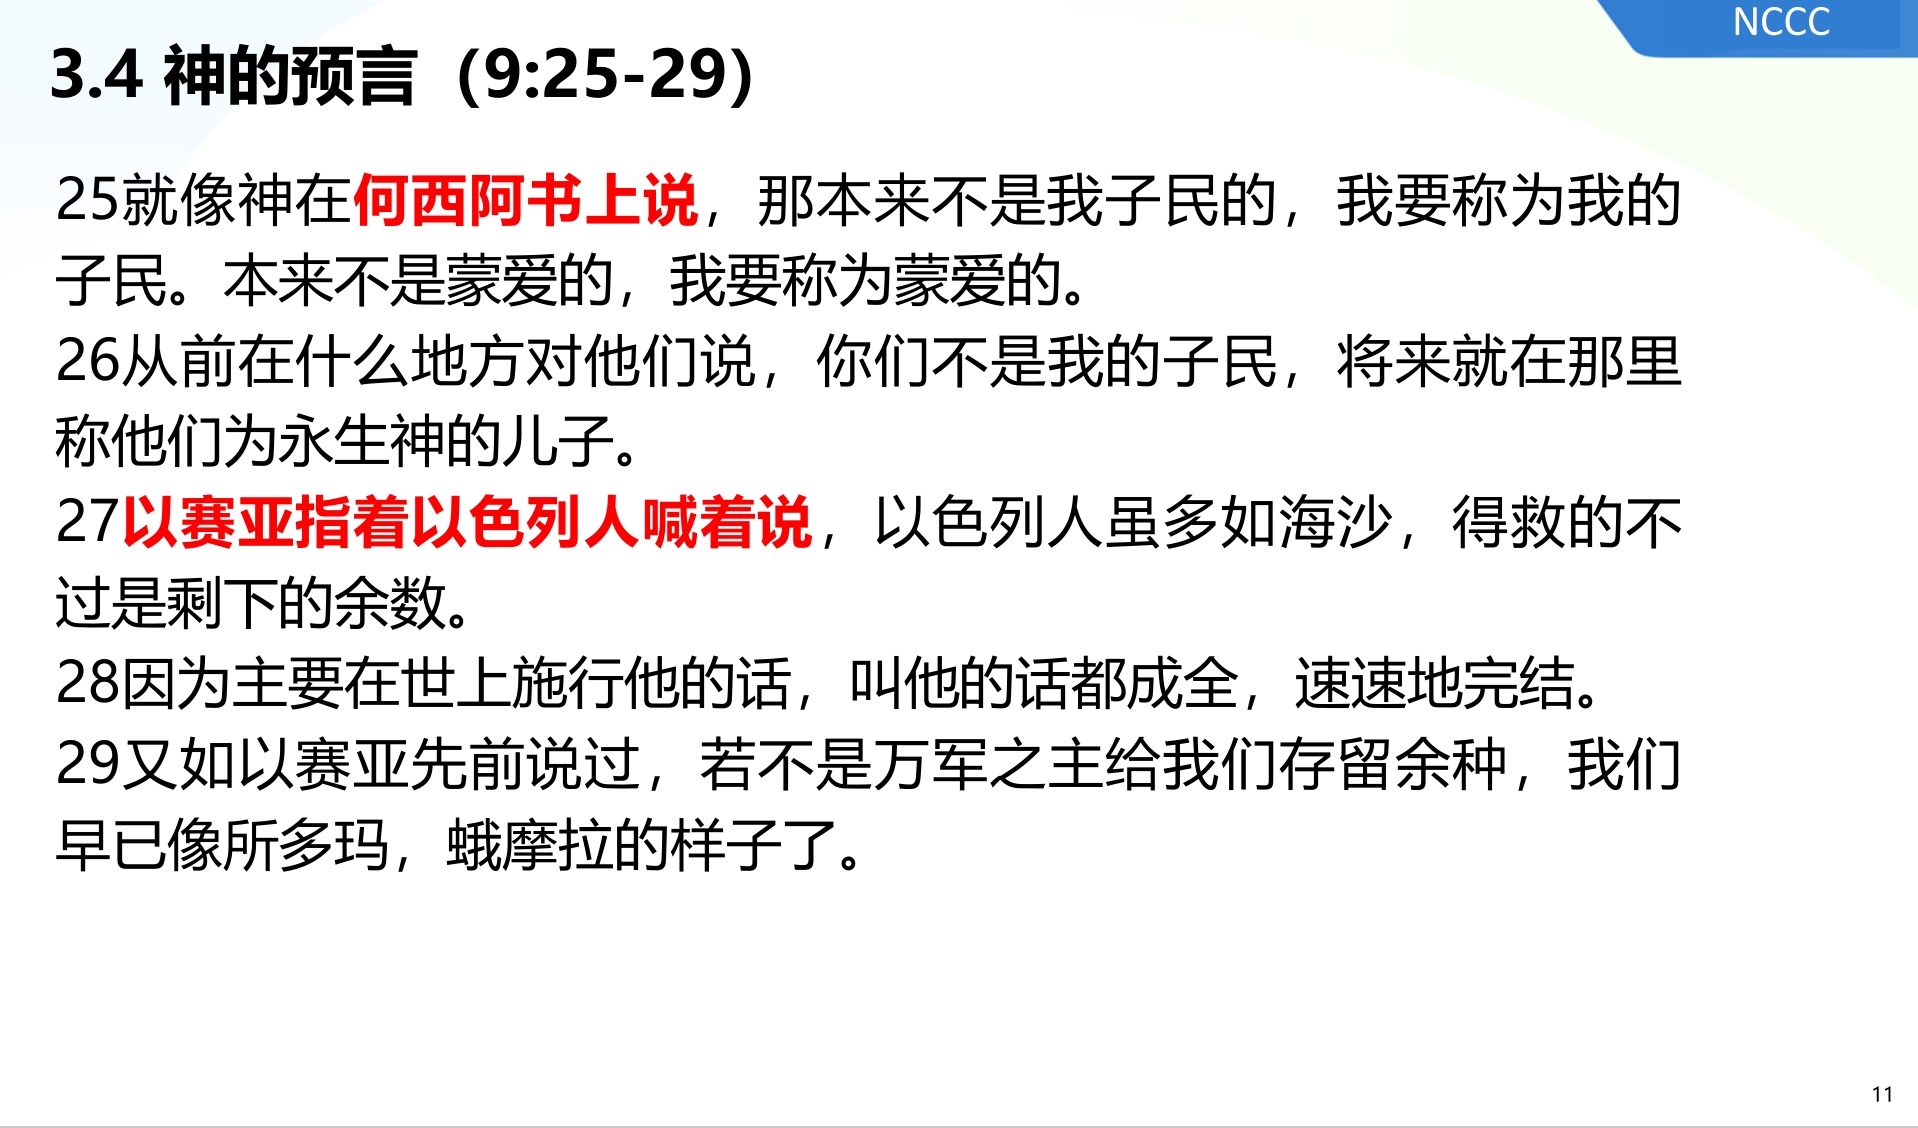 NCCC
3.4 神的预言（9:25-29）
25就像神在何西阿书上说，那本来不是我子民的，我要称为我的
子民。本来不是蒙爱的，我要称为蒙爱的。
26从前在什么地方对他们说，你们不是我的子民，将来就在那里
称他们为永生神的儿子。
27以赛亚指着以色列人喊着说，以色列人虽多如海沙，得救的不
过是剩下的余数。
28因为主要在世上施行他的话，叫他的话都成全，速速地完结。
29又如以赛亚先前说过，若不是万军之主给我们存留余种，我们
早已像所多玛，蛾摩拉的样子了。
11